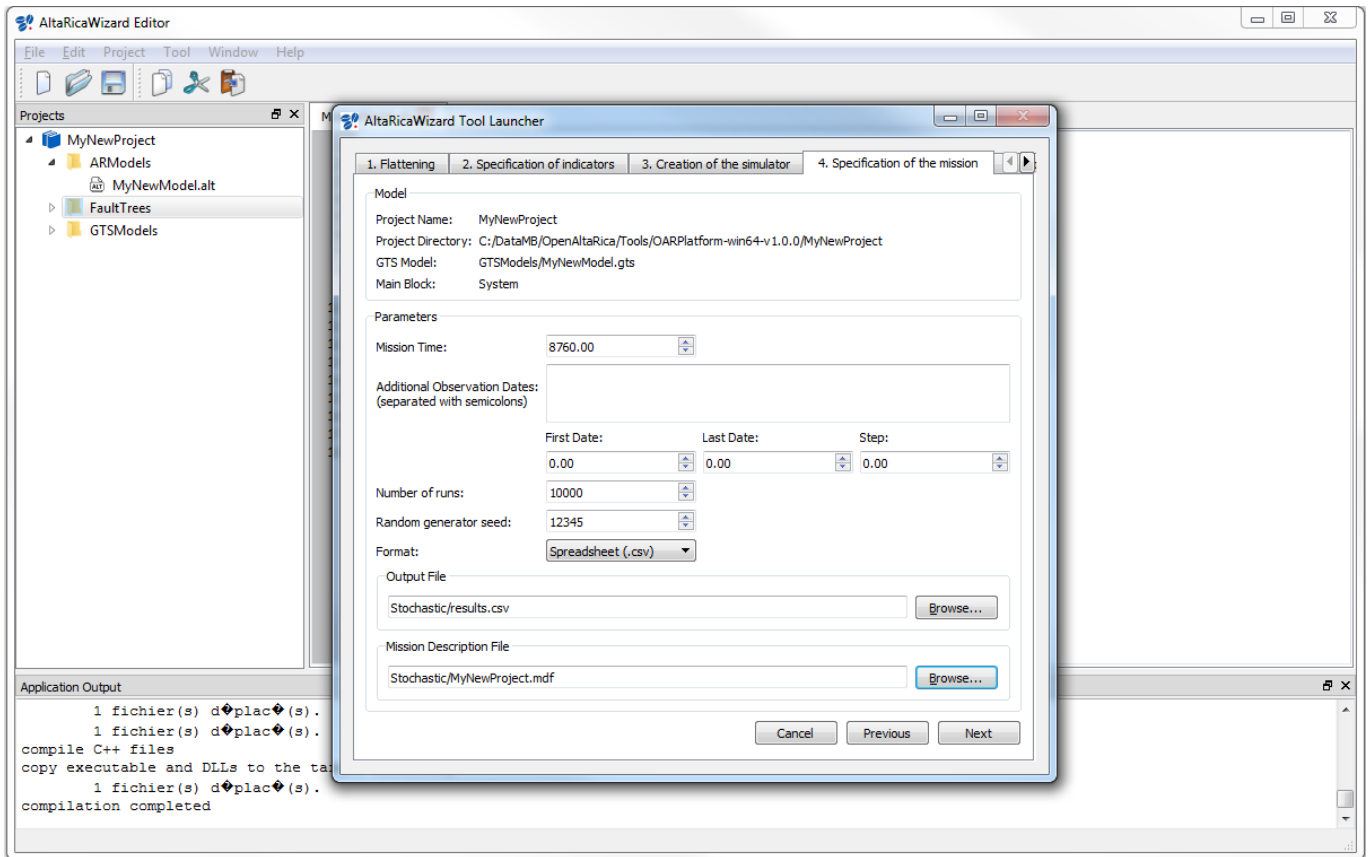 AltaRicaWizard Editor
File Edit Project Tool Window Help
Projects
MyNewProject
ARModels
ALT MyNewModel.alt
FaultTrees
GTSModels
M
AltaRicaWizard Tool Launcher
1. Flattening 2. Specification of indicators 3. Creation of the simulator 4. Specification of the mission
Model
Project Name: MyNewProject
Project Directory: C:/DataMB/OpenAltaRica/Tools/OARPlatform-win64-v1.0.0/MyNewProject
GTS Model: GTSModels/MyNewModel.gts
Main Block: System
Parameters
Mission Time: 8760.00
Additional Observation Dates:
(separated with semicolons)
First Date: Last Date: Step:
0.00 0.00 0.00
Number of runs: 10000
Random generator seed: 12345
Format: Spreadsheet (.csv)
Output File
Stochastic/results.csv Browse...
Mission Description File
Stochastic/MyNewProject.mdf Browse...
Cancel Previous Next
Application Output
1 fichier(s) d�plac�(s).
1 fichier(s) d�plac�(s).
compile C++ files
copy executable and DLLs to the ta
1 fichier(s) d�plac�(s).
compilation completed